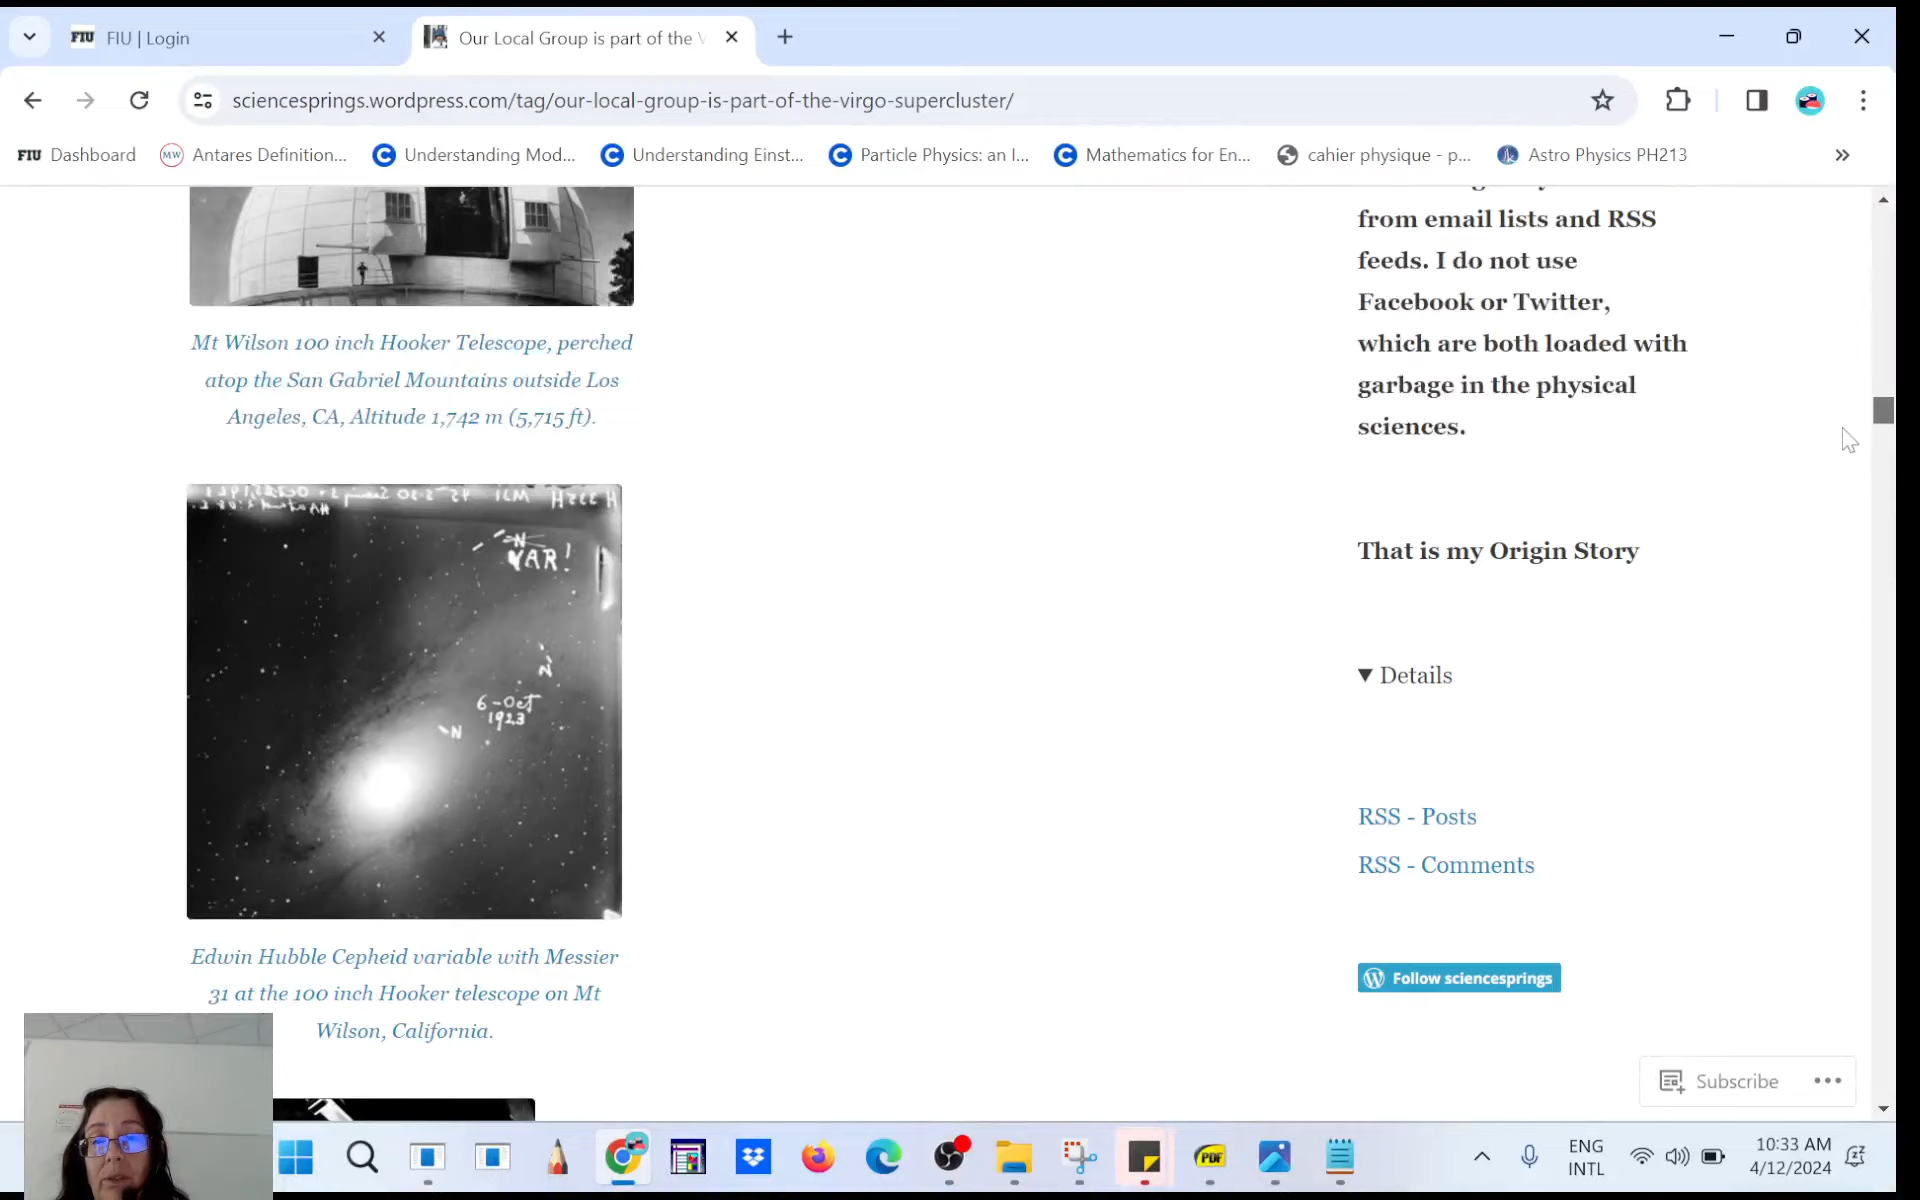 FIU | Login
Our Local Group is part of the V
sciencesprings.wordpress.com/tag/our-local-group-is-part-of-the-virgo-supercluster/
FIU Dashboard
MW Antares Definition...
Understanding Mod...
Understanding Einst...
Particle Physics: an I...
Mathematics for En...
cahier physique - p...
Astro Physics PH213
Mt Wilson 100 inch Hooker Telescope, perched
atop the San Gabriel Mountains outside Los
Angeles, CA, Altitude 1,742 m (5,715 ft).
N
VAR!
N
6-Oct
1923
N
Edwin Hubble Cepheid variable with Messier
31 at the 100 inch Hooker telescope on Mt
Wilson, California.
from email lists and RSS
feeds. I do not use
Facebook or Twitter,
which are both loaded with
garbage in the physical
sciences.
That is my Origin Story
Details
RSS - Posts
RSS - Comments
Follow sciencesprings
Subscribe
PDF
ENG
INTL
10:33 AM
4/12/2024